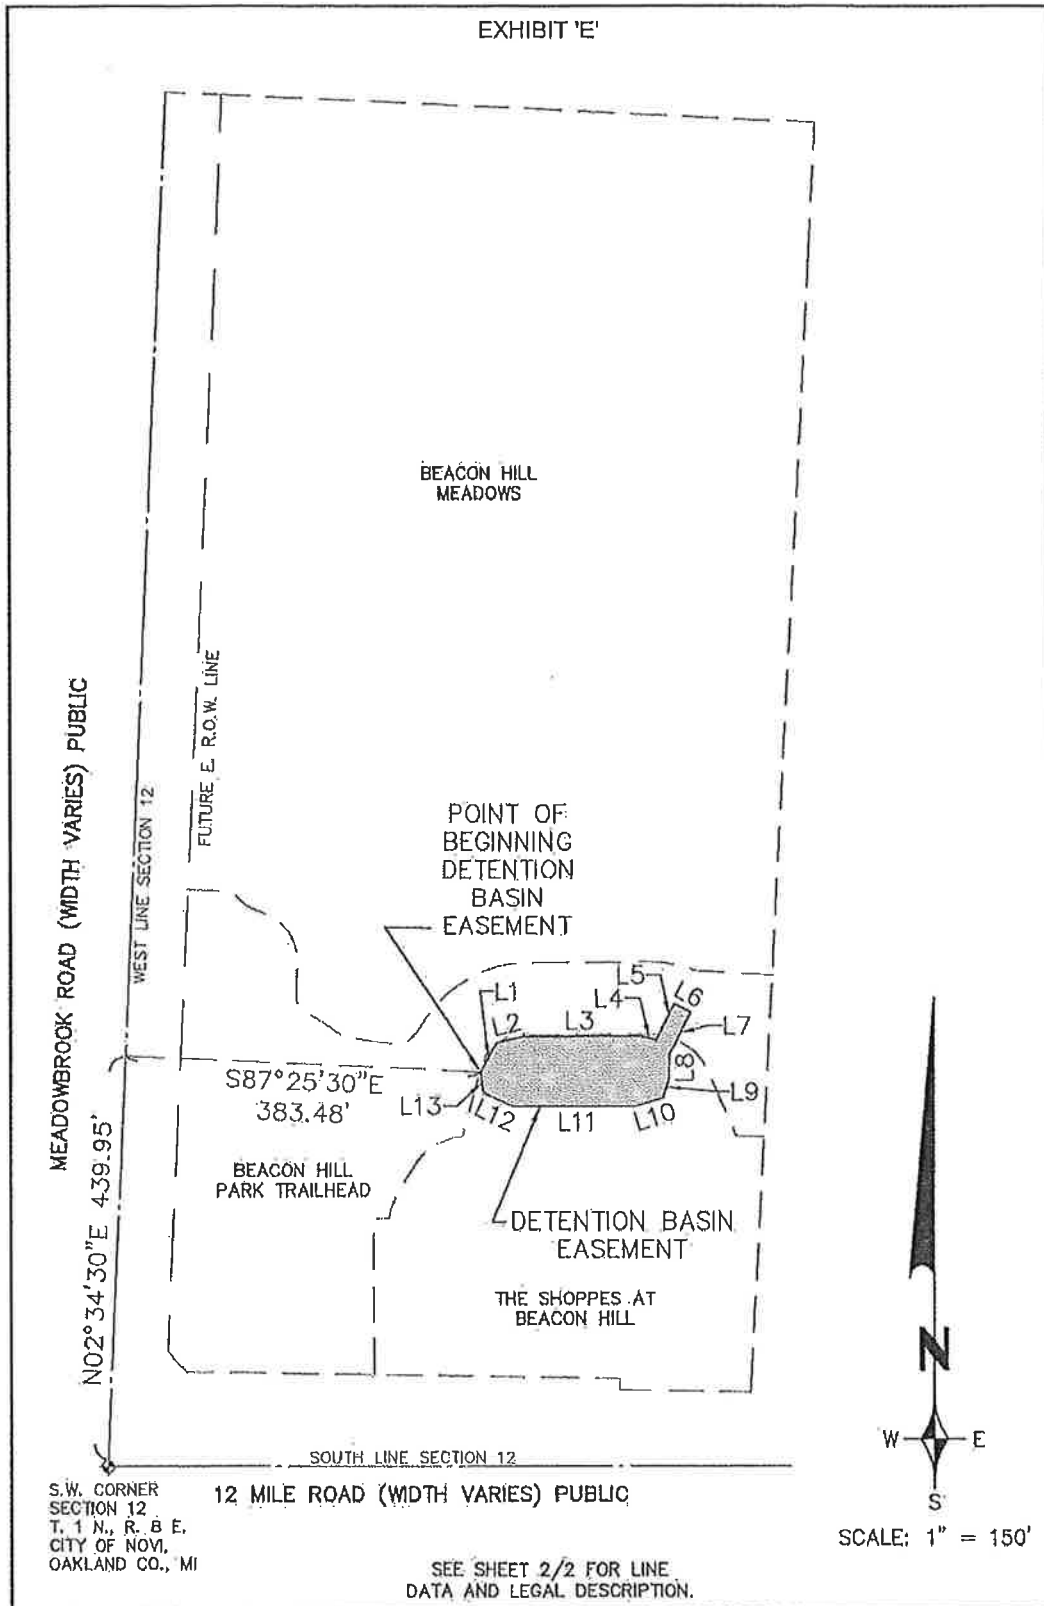 EXHIBIT 'E'
BEACON HILL
MEADOWS
MEADOWBROOK ROAD (WIDTH VARIES) PUBLIC
WEST LINE SECTION 12
FUTURE E. R.O.W. LINE
POINT OF
BEGINNING
DETENTION
BASIN
EASEMENT
L1
L2
L3
L4
L5
L6
L7
L8
L9
L10
L11
L12
L13
S87°25'30"E
383.48'
N02°34'30"E 439.95'
BEACON HILL
PARK TRAILHEAD
DETENTION BASIN
EASEMENT
THE SHOPPES AT
BEACON HILL
N
W
E
S
SCALE: 1" = 150'
SOUTH LINE SECTION 12
12 MILE ROAD (WIDTH VARIES) PUBLIC
S.W. CORNER
SECTION 12
T. 1 N., R. 8 E,
CITY OF NOVI,
OAKLAND CO., MI
SEE SHEET 2/2 FOR LINE
DATA AND LEGAL DESCRIPTION.